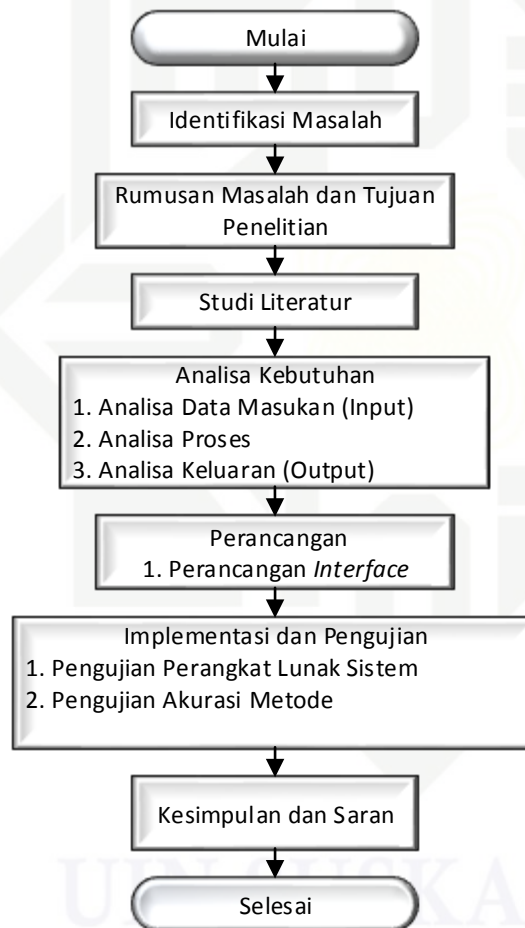 Mulai
Identifikasi Masalah
Rumusan Masalah dan Tujuan
Penelitian
Studi Literatur
Analisa Kebutuhan
1. Analisa Data Masukan (Input)
2. Analisa Proses
3. Analisa Keluaran (Output)
Perancangan
1. Perancangan Interface
Implementasi dan Pengujian
1. Pengujian Perangkat Lunak Sistem
2. Pengujian Akurasi Metode
Kesimpulan dan Saran
Selesai
UIN SUSKA